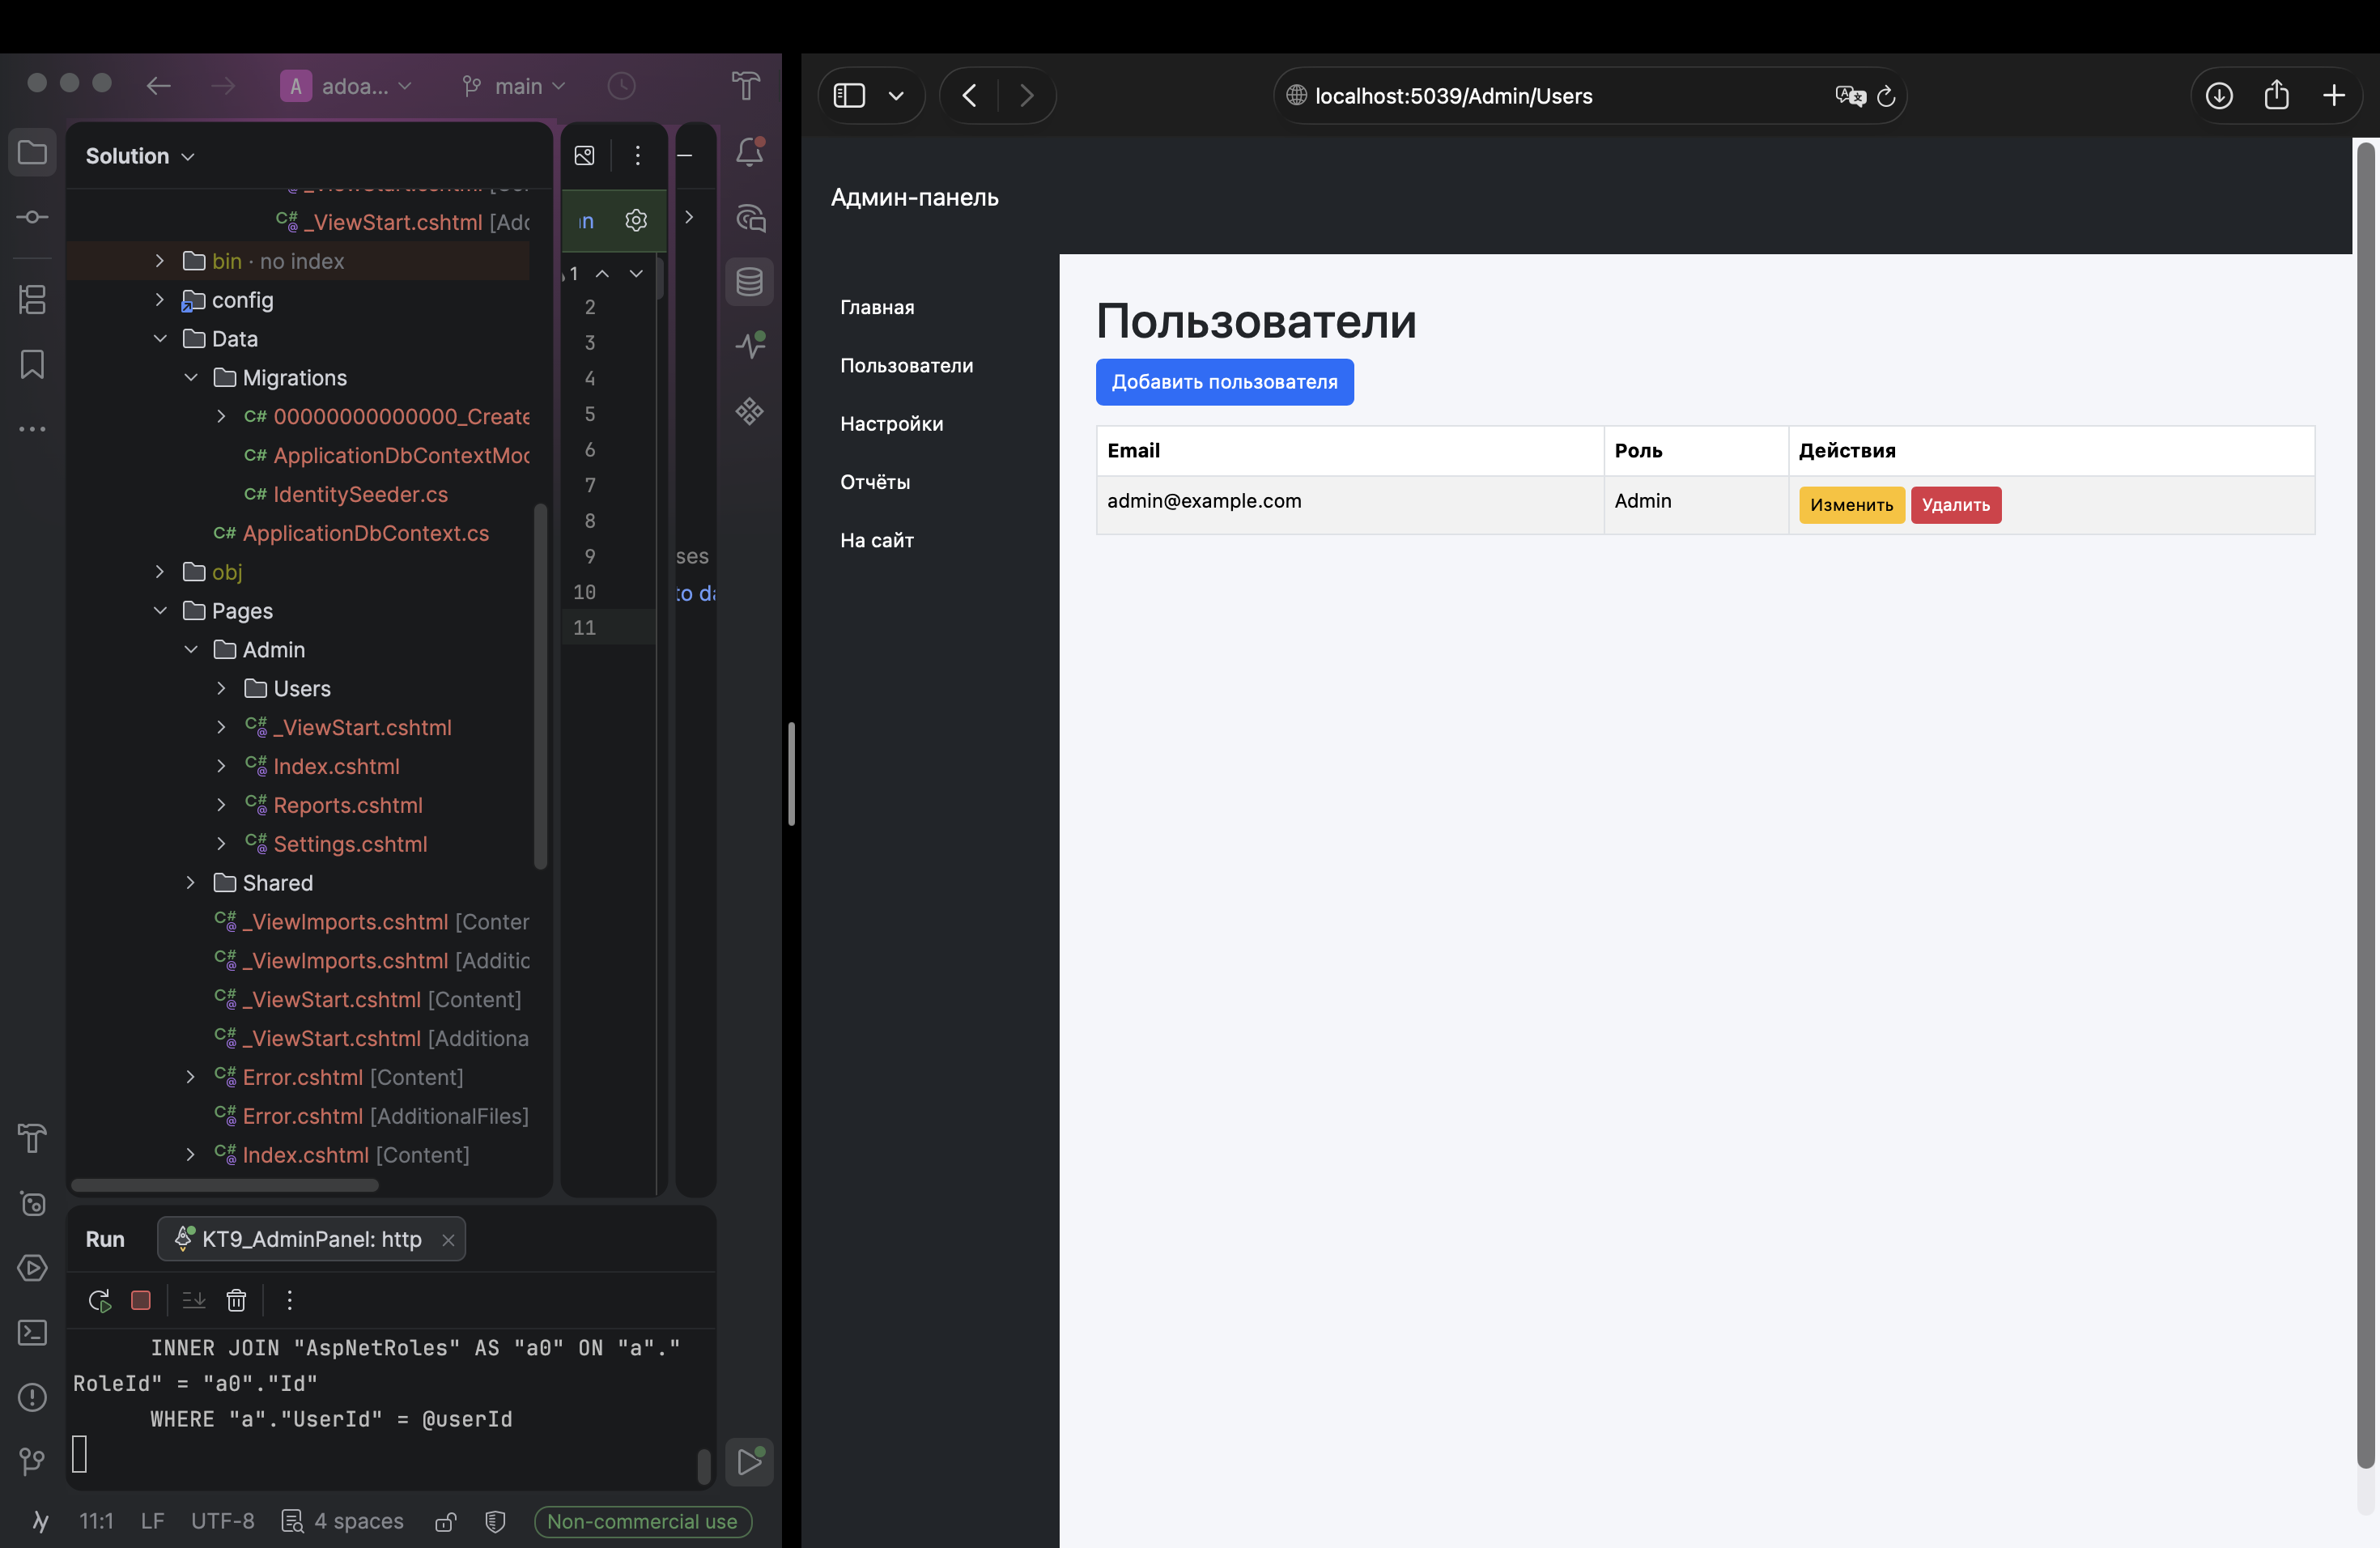 A adoa...
main
Solution
_ViewStart.cshtml [Adc
bin · no index
config
Data
Migrations
C# 00000000000000_Create
C# ApplicationDbContextMod
C# IdentitySeeder.cs
C# ApplicationDbContext.cs
obj
Pages
Admin
Users
C# _ViewStart.cshtml
C# Index.cshtml
C# Reports.cshtml
C# Settings.cshtml
Shared
C# _ViewImports.cshtml [Conter
C# _ViewImports.cshtml [Additic
C# _ViewStart.cshtml [Content]
C# _ViewStart.cshtml [Additiona
C# Error.cshtml [Content]
C# Error.cshtml [AdditionalFiles]
C# Index.cshtml [Content]
1
2
3
4
5
6
7
8
9
10
11
ses
to da
Run
KT9_AdminPanel: http
INNER JOIN "AspNetRoles" AS "a0" ON "a"."
RoleId" = "a0"."Id"
WHERE "a"."UserId" = @userId
11:1 LF UTF-8 4 spaces Non-commercial use
localhost:5039/Admin/Users
Админ-панель
Главная
Пользователи
Настройки
Отчёты
На сайт
Пользователи
Добавить пользователя
Email Роль Действия
admin@example.com Admin Изменить Удалить